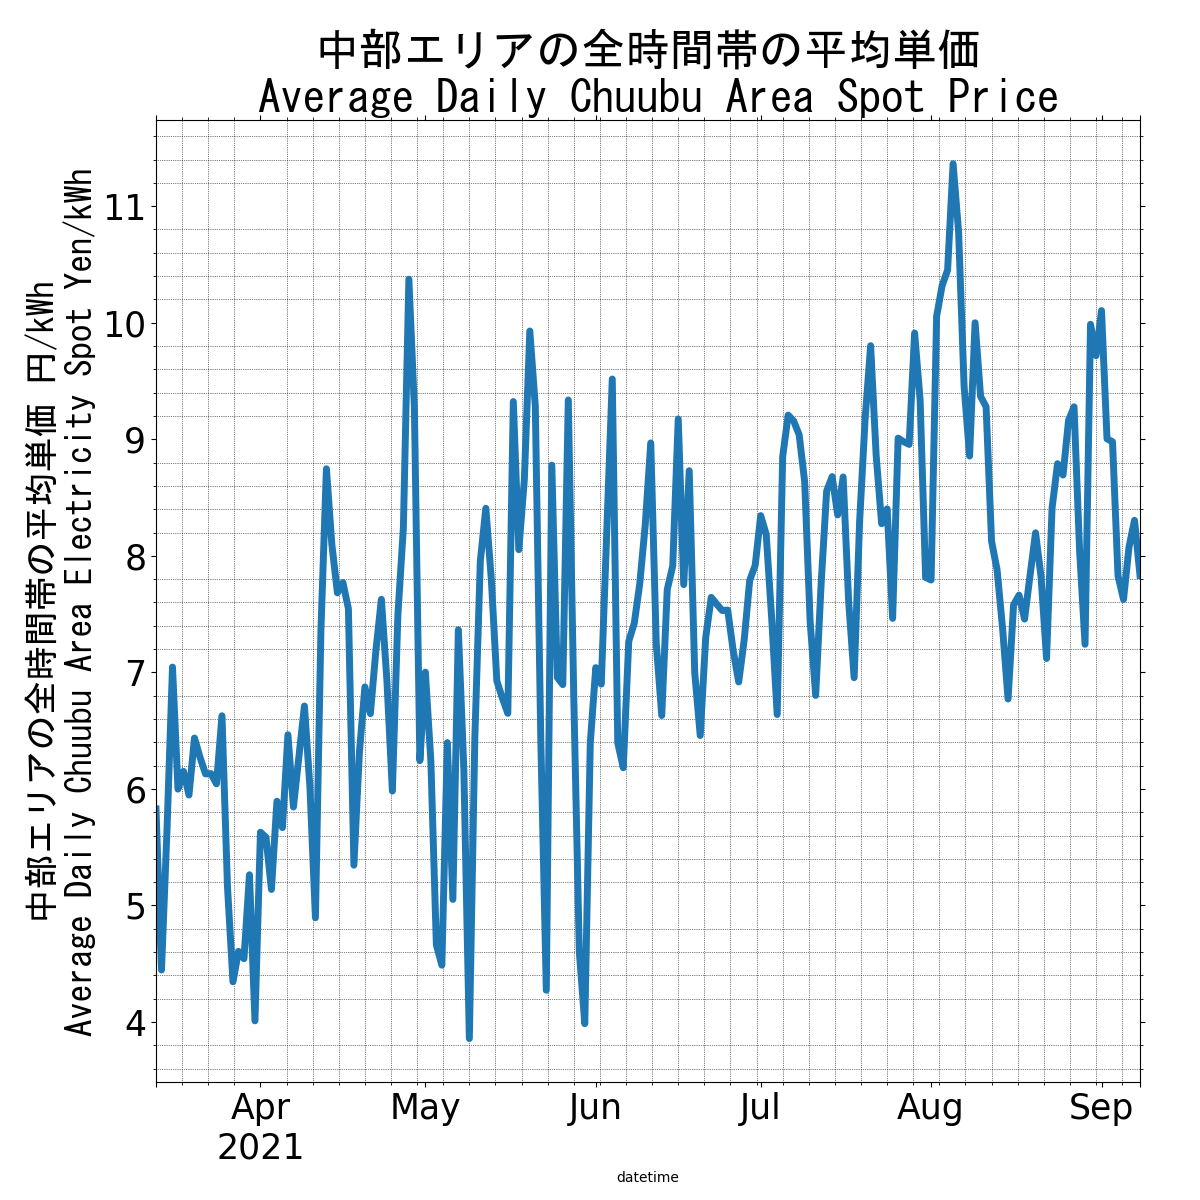 中部エリアの全時間帯の平均単価
Average Daily Chuubu Area Spot Price
中部エリアの全時間帯の平均単価 円/kWh
Average Daily Chuubu Area Electricity Spot Yen/kWh
11
10
9
8
7
6
5
4
Apr May Jun Jul Aug Sep
2021
datetime